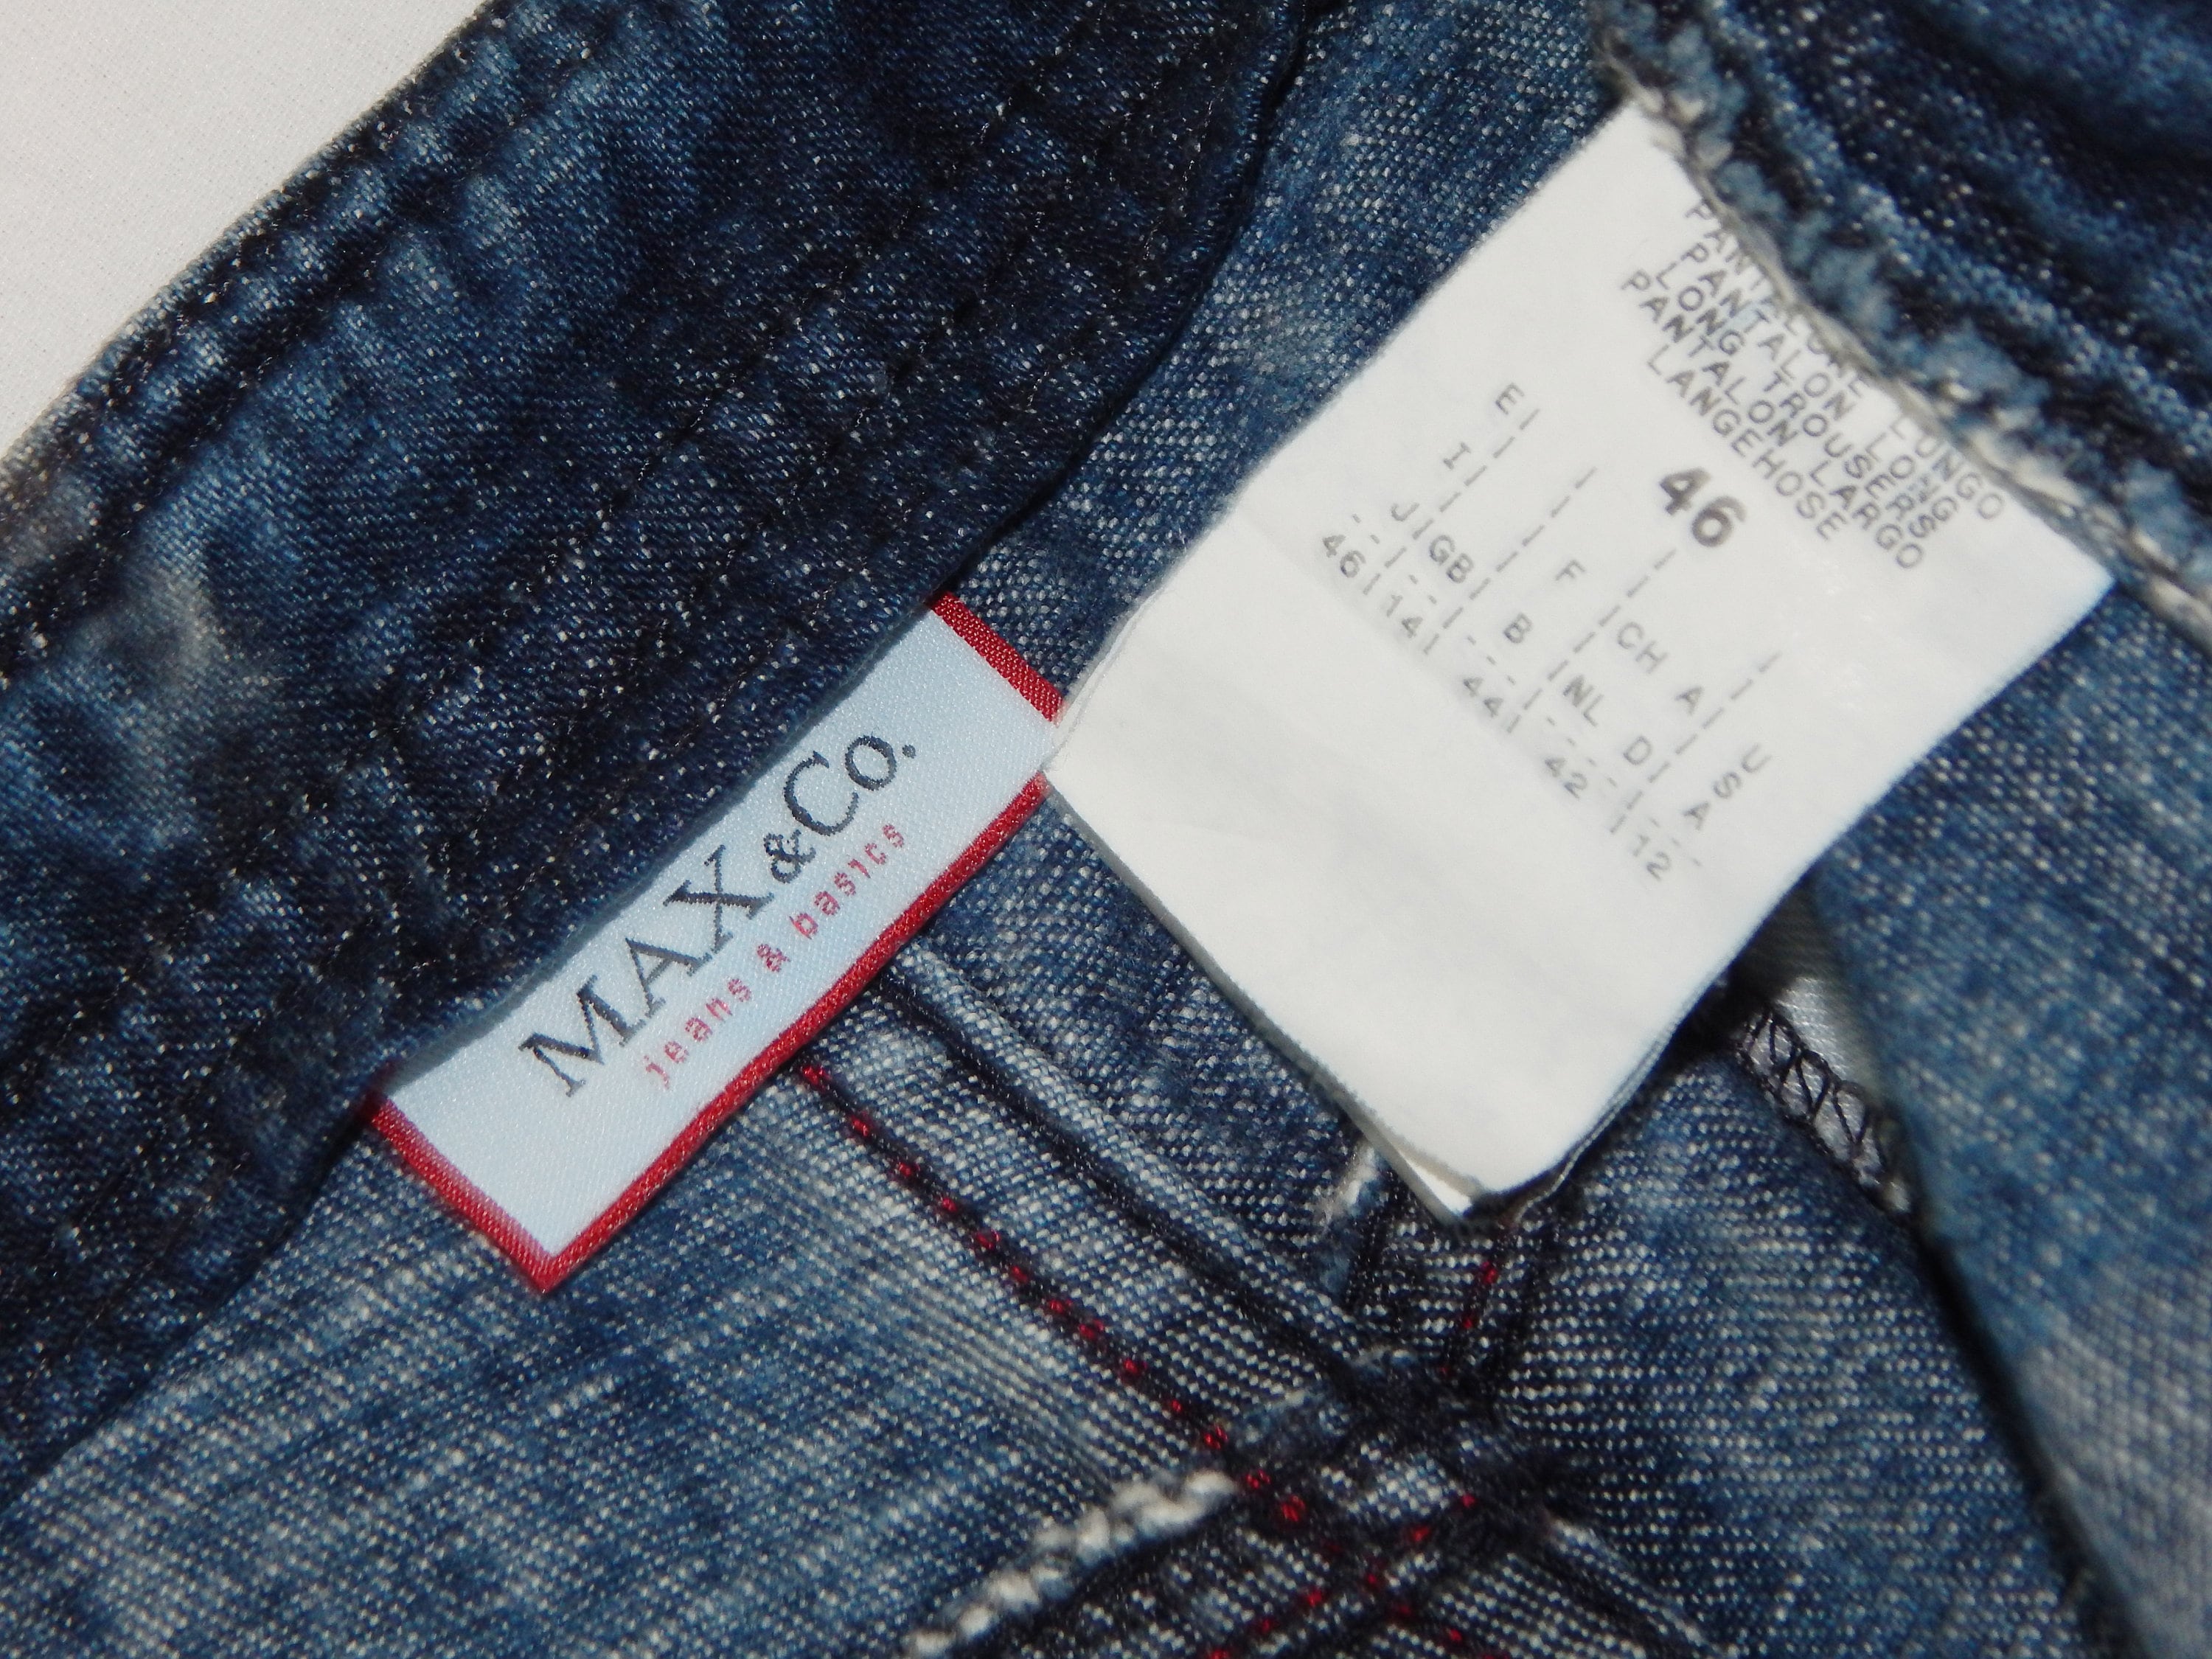 MAX&Co.
jeans & basics
PANTALONE LUNGO
PANTALON LONG
LONG TROUSERS
PANTALON LARGO
LANGEHOSE
46
E| F |CH A| U
I| |GB| B |NL D| S
J| A
46|14| 44| 42 |12